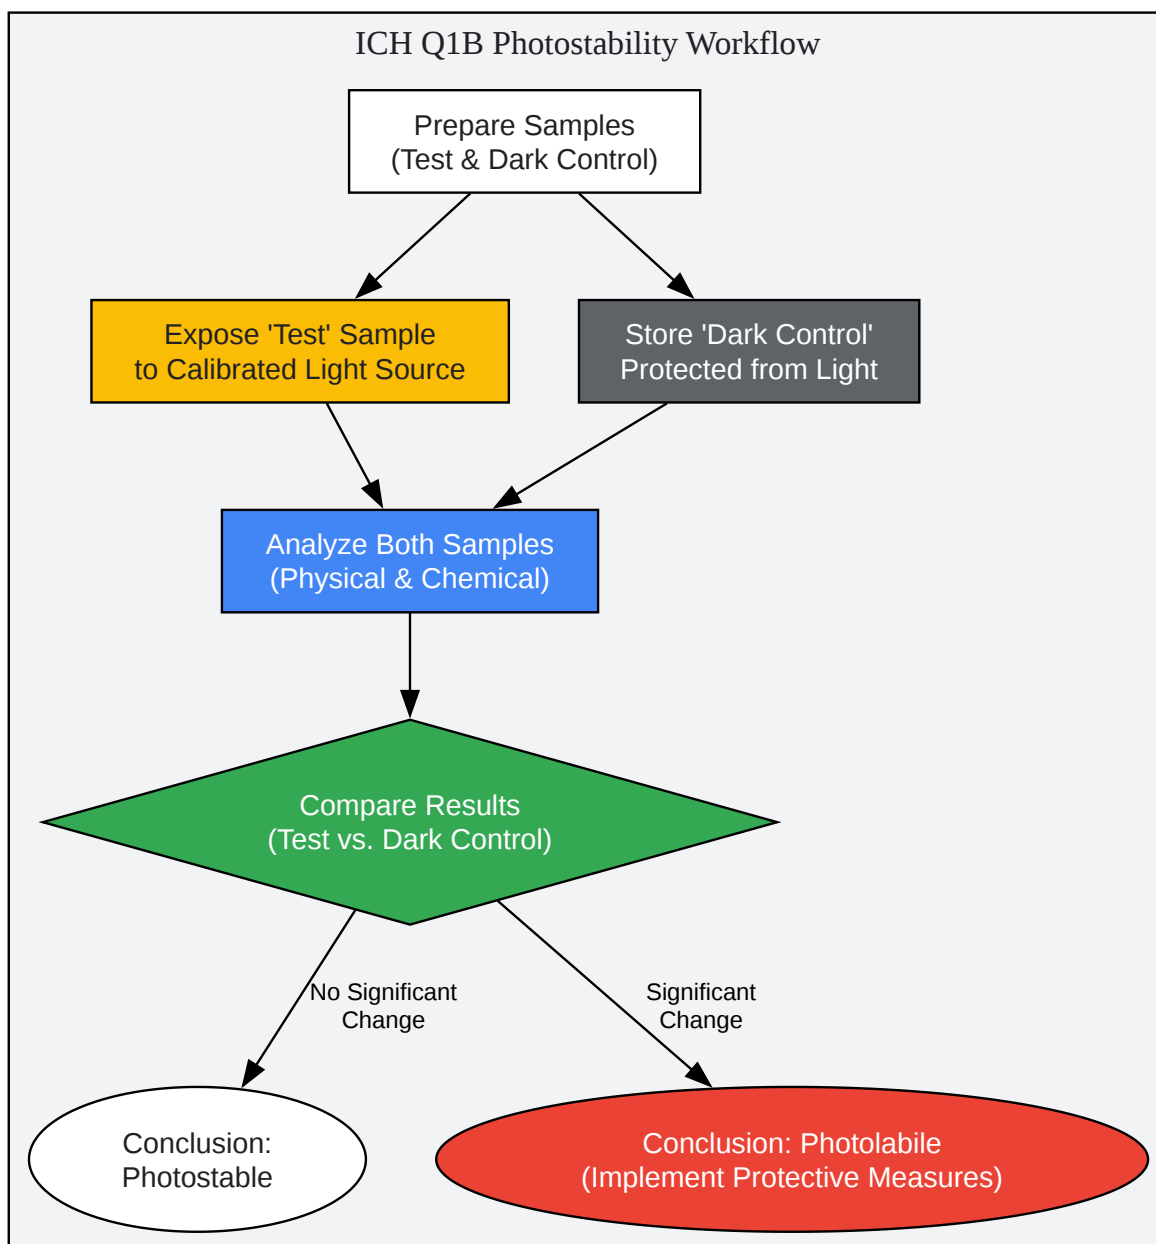 ICH Q1B Photostability Workflow
Prepare Samples
(Test & Dark Control)
Expose 'Test' Sample
to Calibrated Light Source
Store 'Dark Control'
Protected from Light
Analyze Both Samples
(Physical & Chemical)
Compare Results
(Test vs. Dark Control)
No Significant
Change
Significant
Change
Conclusion:
Photostable
Conclusion: Photolabile
(Implement Protective Measures)